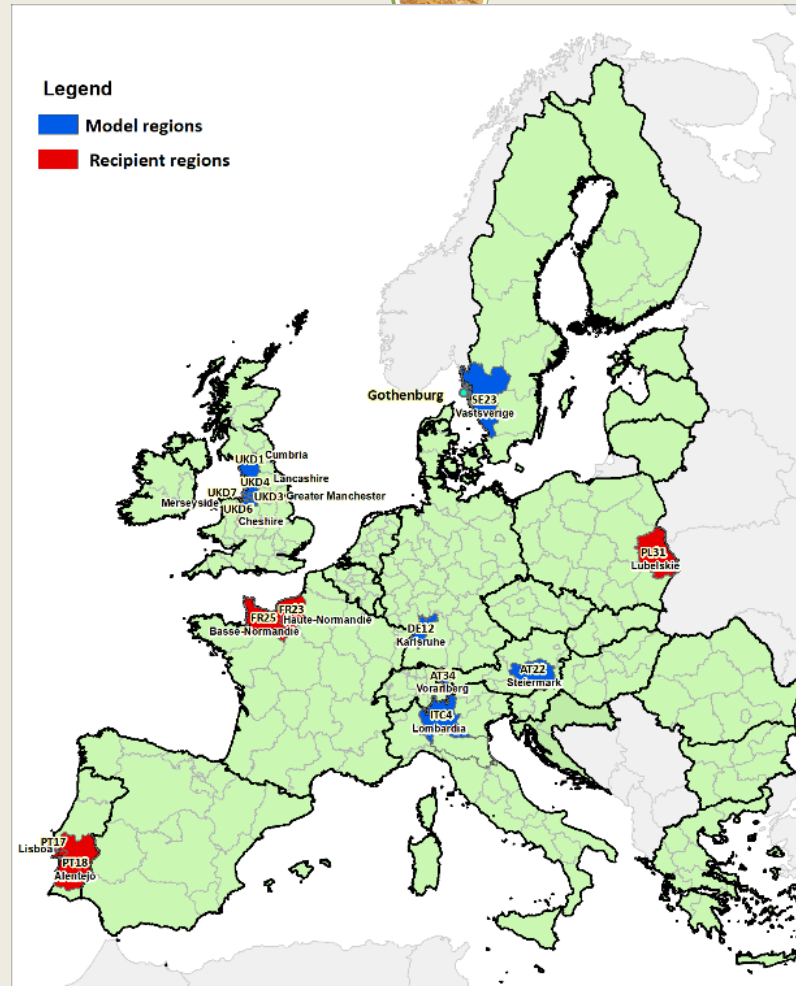 Legend
Model regions
Recipient regions
Gothenburg
SE23
Vastsverige
UKD1 Cumbria
UKD4 Lancashire
UKD7 UKD3 Greater Manchester
Merseyside
UKD6
Cheshire
PL31
Lubelskie
FR23
FR25 Haute-Normandie
Basse-Normandie
DE12
Karlsruhe
AT22
Steiermark
AT34
Vorarlberg
ITC4
Lombardia
PT17
Lisboa
PT18
Alentejo